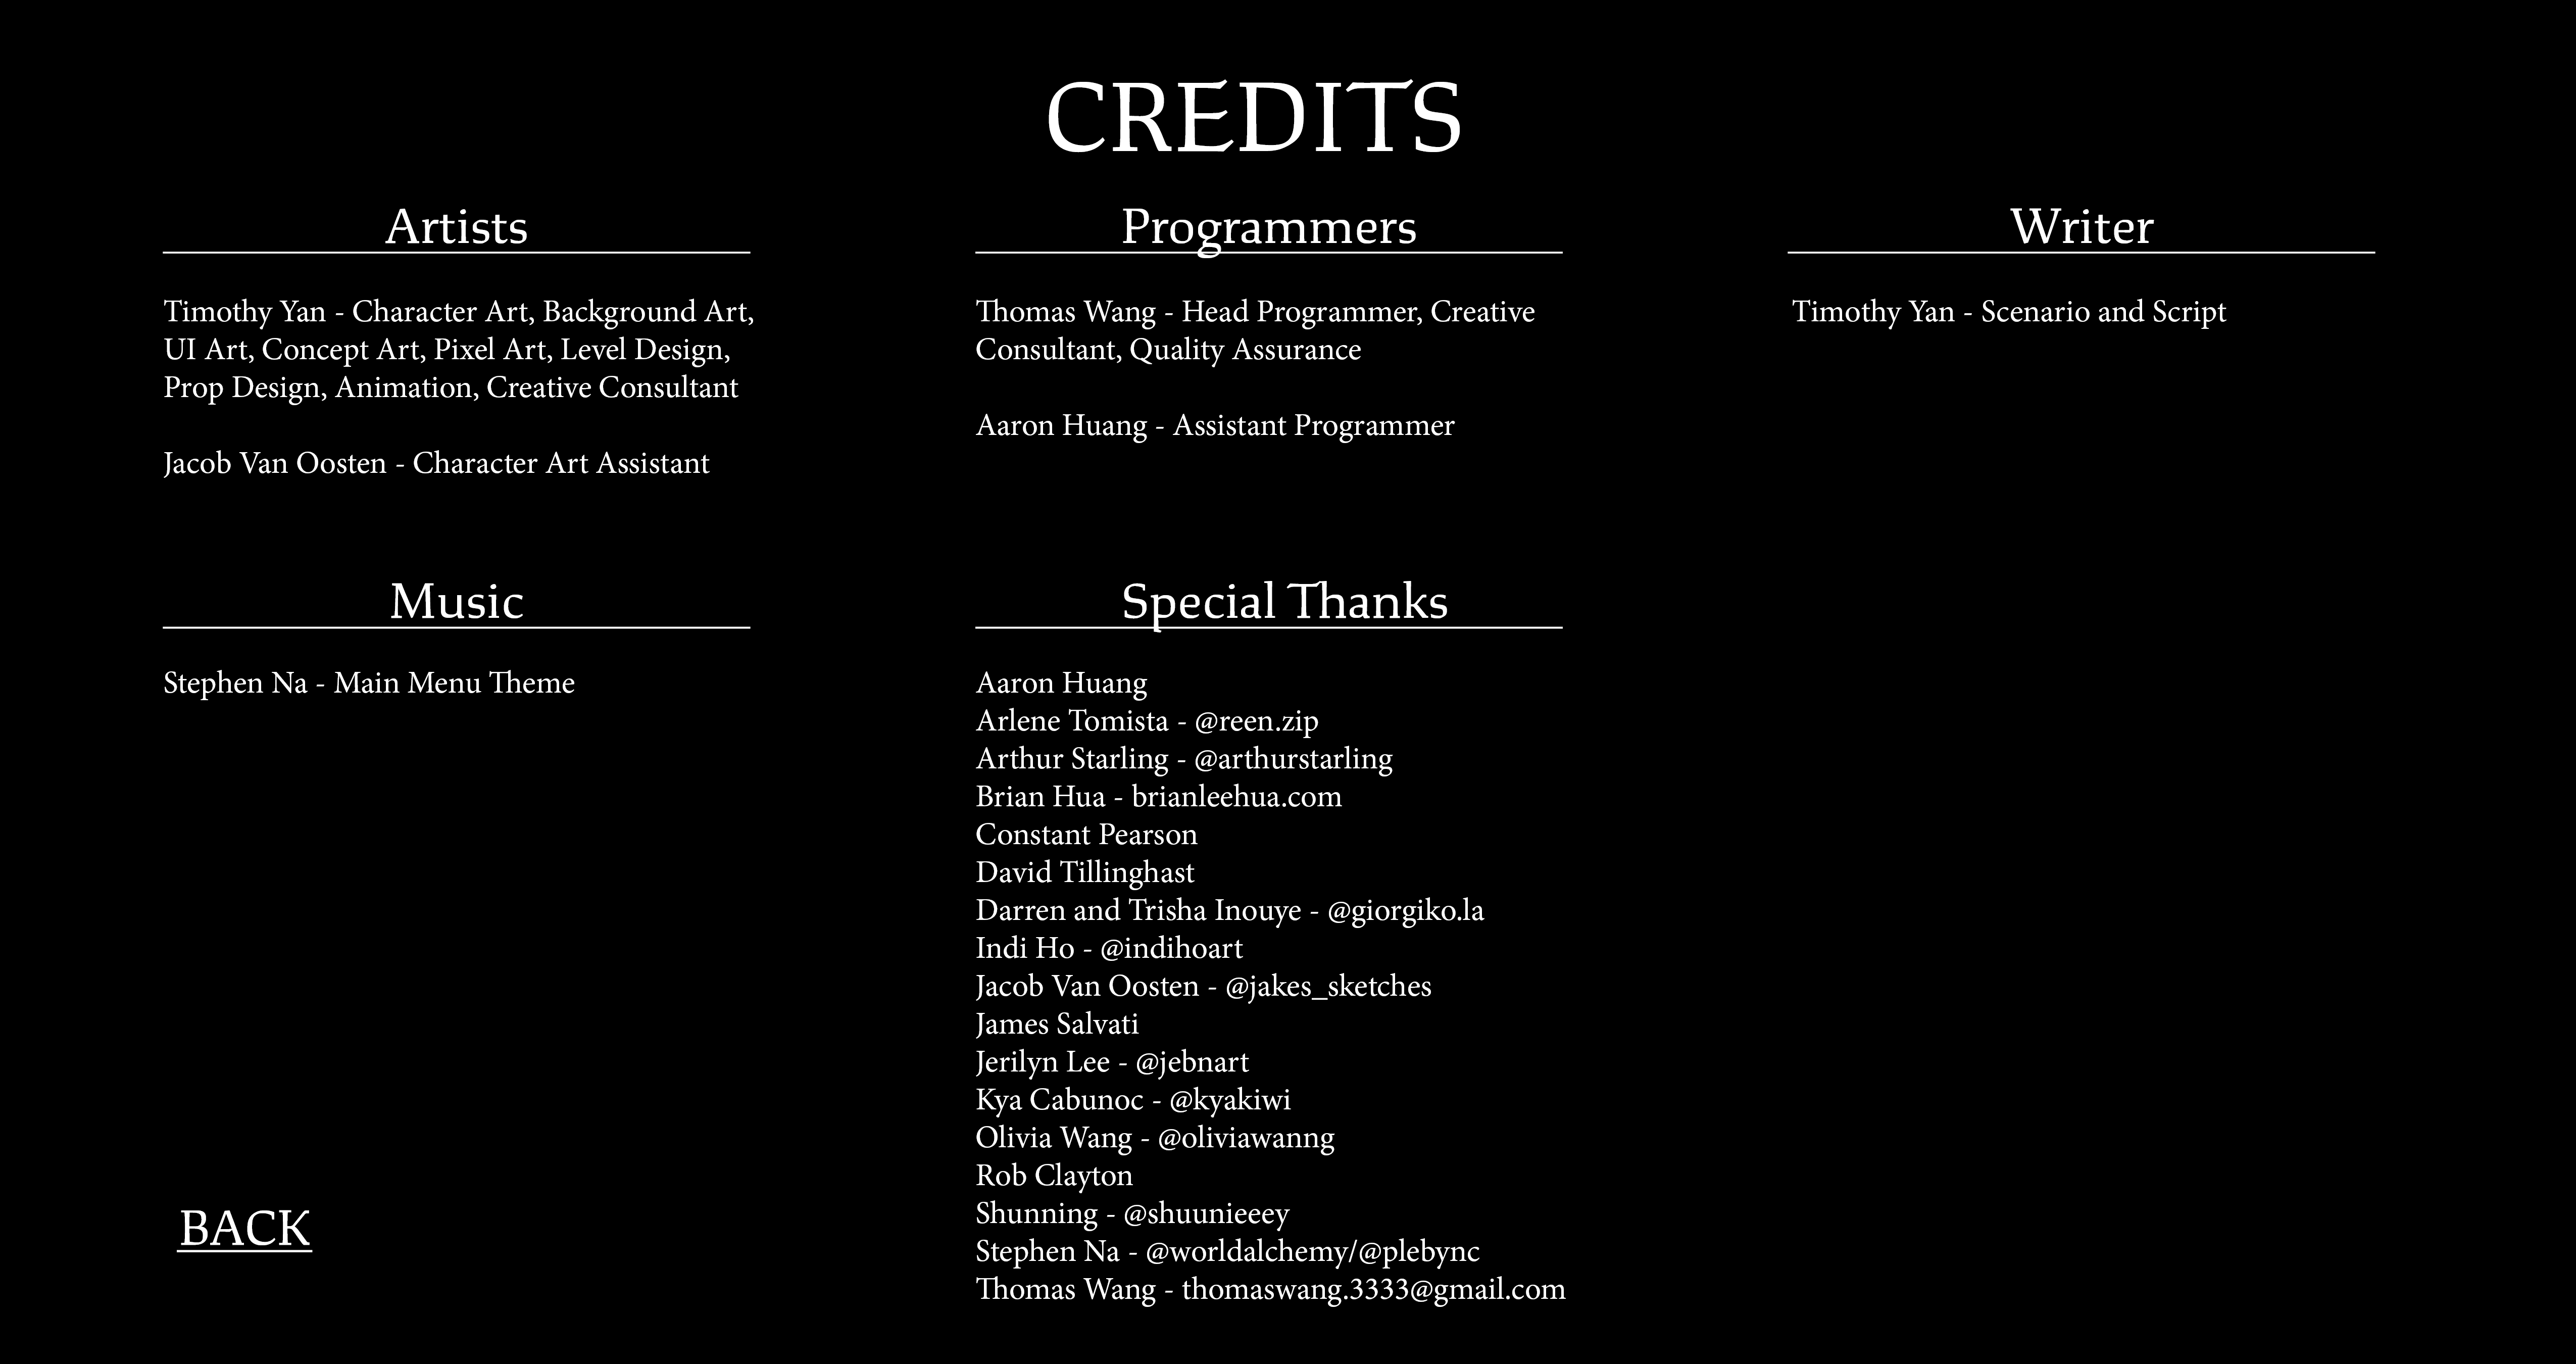 CREDITS
Artists
Timothy Yan - Character Art, Background Art,
UI Art, Concept Art, Pixel Art, Level Design,
Prop Design, Animation, Creative Consultant
Jacob Van Oosten - Character Art Assistant
Programmers
Thomas Wang - Head Programmer, Creative
Consultant, Quality Assurance
Aaron Huang - Assistant Programmer
Writer
Timothy Yan - Scenario and Script
Music
Stephen Na - Main Menu Theme
Special Thanks
Aaron Huang
Arlene Tomista - @reen.zip
Arthur Starling - @arthurstarling
Brian Hua - brianleehua.com
Constant Pearson
David Tillinghast
Darren and Trisha Inouye - @giorgiko.la
Indi Ho - @indihoart
Jacob Van Oosten - @jakes_sketches
James Salvati
Jerilyn Lee - @jebnart
Kya Cabunoc - @kyakiwi
Olivia Wang - @oliviawanng
Rob Clayton
Shunning - @shuunieeey
Stephen Na - @worldalchemy/@plebync
Thomas Wang - thomaswang.3333@gmail.com
BACK